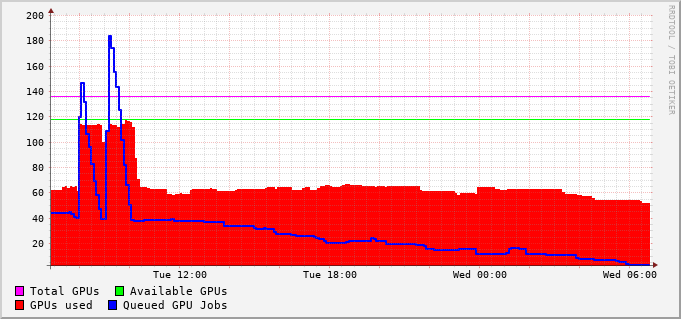 RRDTOOL / TOBI OETIKER
200
180
160
140
120
100
80
60
40
20
Tue 12:00 Tue 18:00 Wed 00:00 Wed 06:00
Total GPUs Available GPUs
GPUs used Queued GPU Jobs